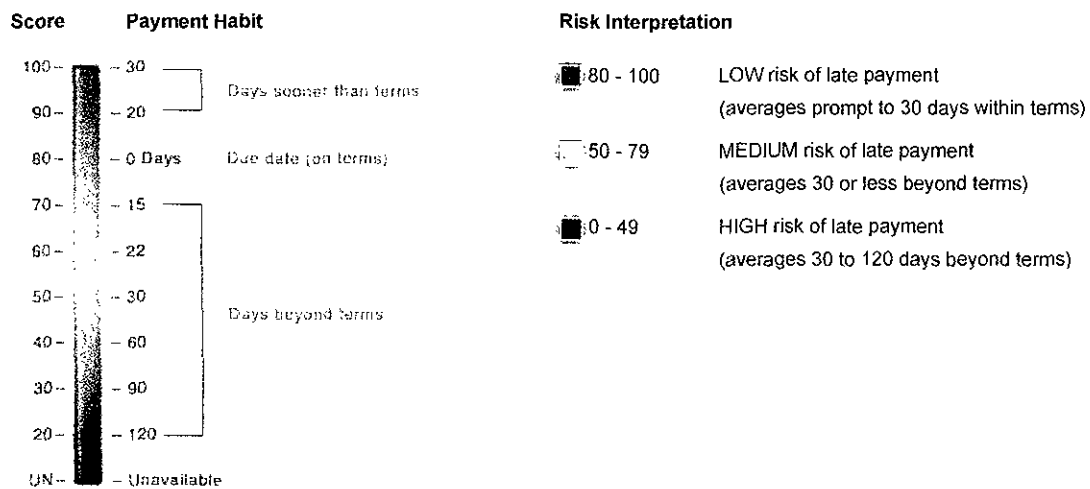 Score Payment Habit
100 30
90 20
Days sooner than terms
80 0 Days Due date (on terms)
70 15
60 22
50 30
40 60
30 90
20 120
Days beyond terms
UN Unavailable
Risk Interpretation
80 - 100 LOW risk of late payment
(averages prompt to 30 days within terms)
50 - 79 MEDIUM risk of late payment
(averages 30 or less beyond terms)
0 - 49 HIGH risk of late payment
(averages 30 to 120 days beyond terms)